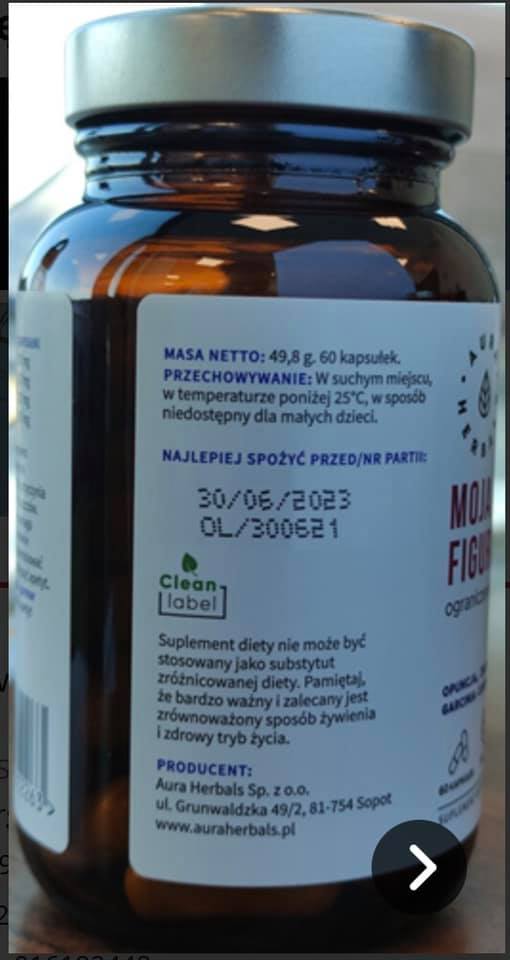 MASA NETTO: 49,8 g. 60 kapsułek.
PRZECHOWYWANIE: W suchym miejscu,
w temperaturze poniżej 25°C, w sposób
niedostępny dla małych dzieci.
NAJLEPIEJ SPOŻYĆ PRZED/NR PARTII:
30/06/2023
OL/300621
Clean
label
Suplement diety nie może być
stosowany jako substytut
zróżnicowanej diety. Pamiętaj,
że bardzo ważny i zalecany jest
zrównoważony sposób żywienia
i zdrowy tryb życia.
PRODUCENT:
Aura Herbals Sp. z o.o.
ul. Grunwaldzka 49/2, 81-754 Sopot
www.auraherbals.pl
MOJA
OPUNCJA,
GARCINIA
60 KAPSUŁEK